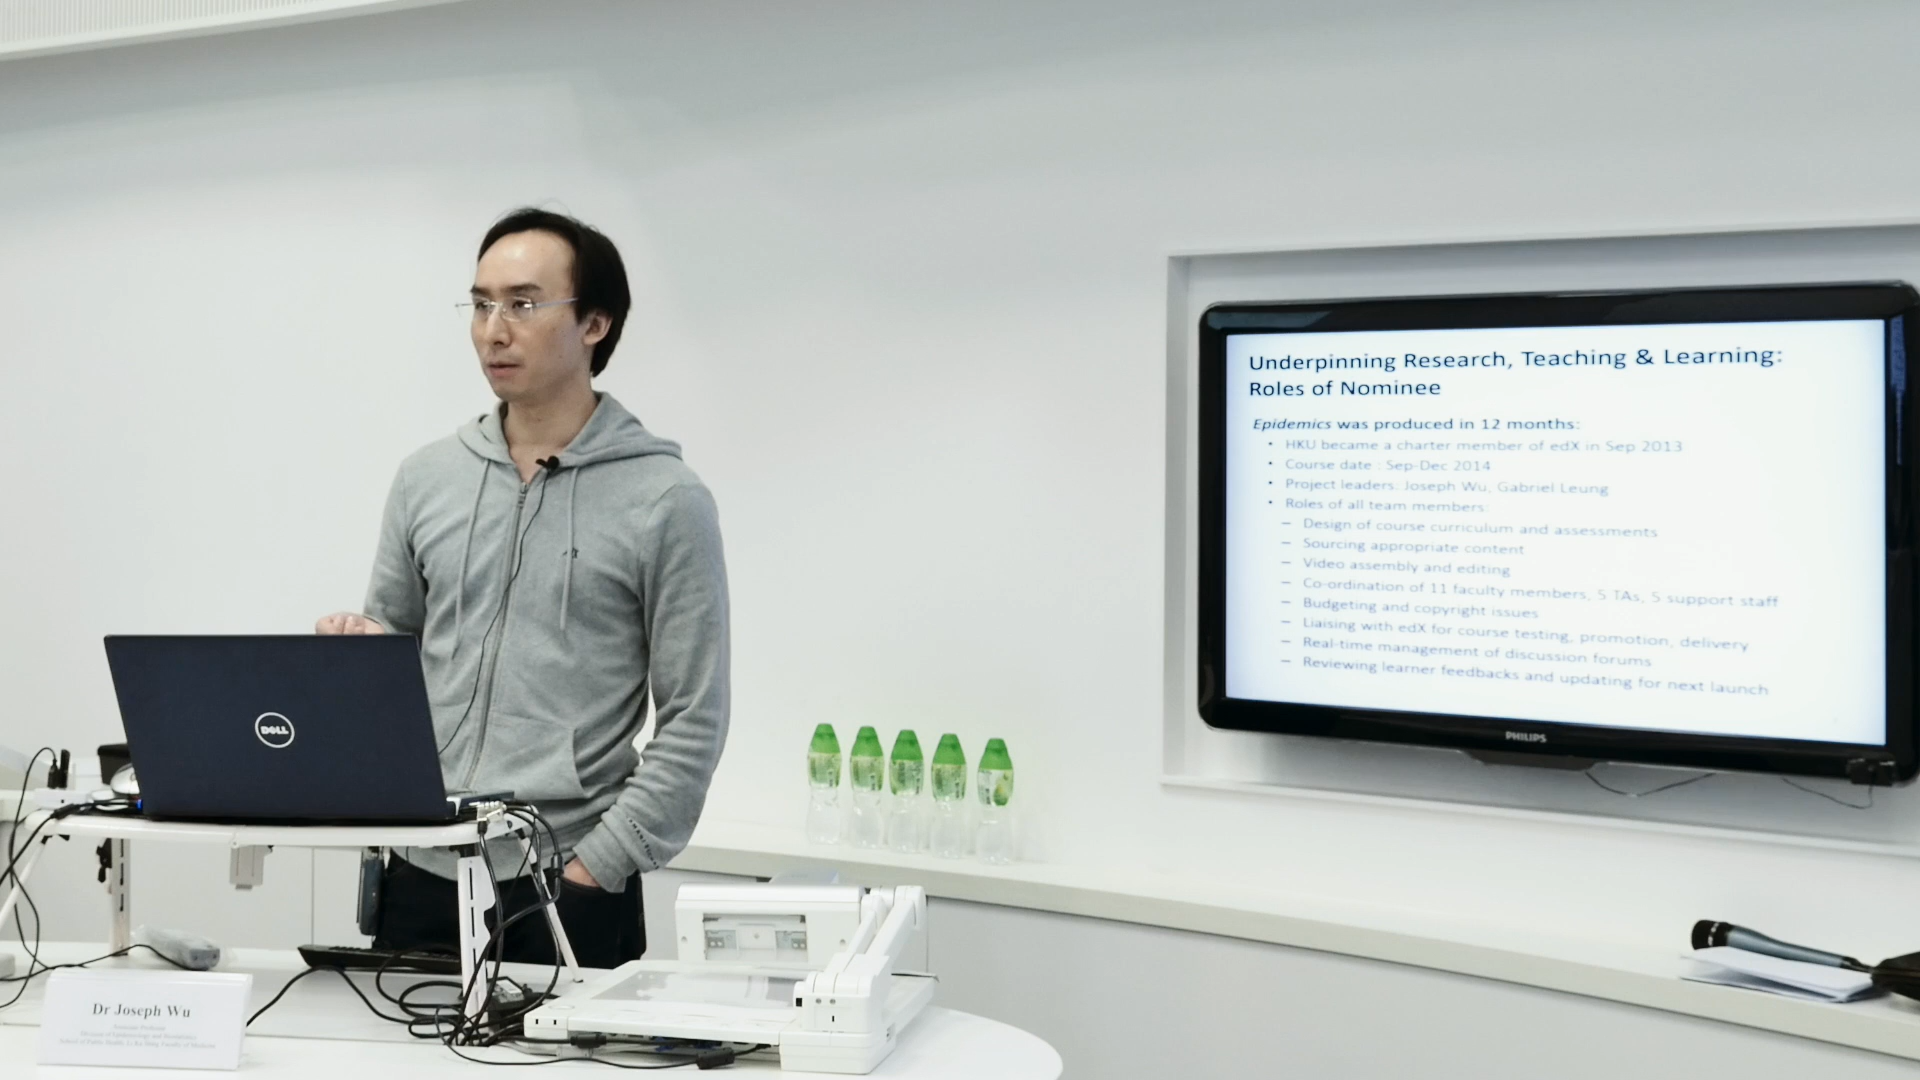 Underpinning Research, Teaching & Learning:
Roles of Nominee
Epidemics was produced in 12 months:
• HKU became a charter member of edX in Sep 2013
• Course date : Sep-Dec 2014
• Project leaders: Joseph Wu, Gabriel Leung
• Roles of all team members:
– Design of course curriculum and assessments
– Sourcing appropriate content
– Video assembly and editing
– Co-ordination of 11 faculty members, 5 TAs, 5 support staff
– Budgeting and copyright issues
– Liaising with edX for course testing, promotion, delivery
– Real-time management of discussion forums
– Reviewing learner feedbacks and updating for next launch
PHILIPS
DELL
Dr Joseph Wu
Associate Professor